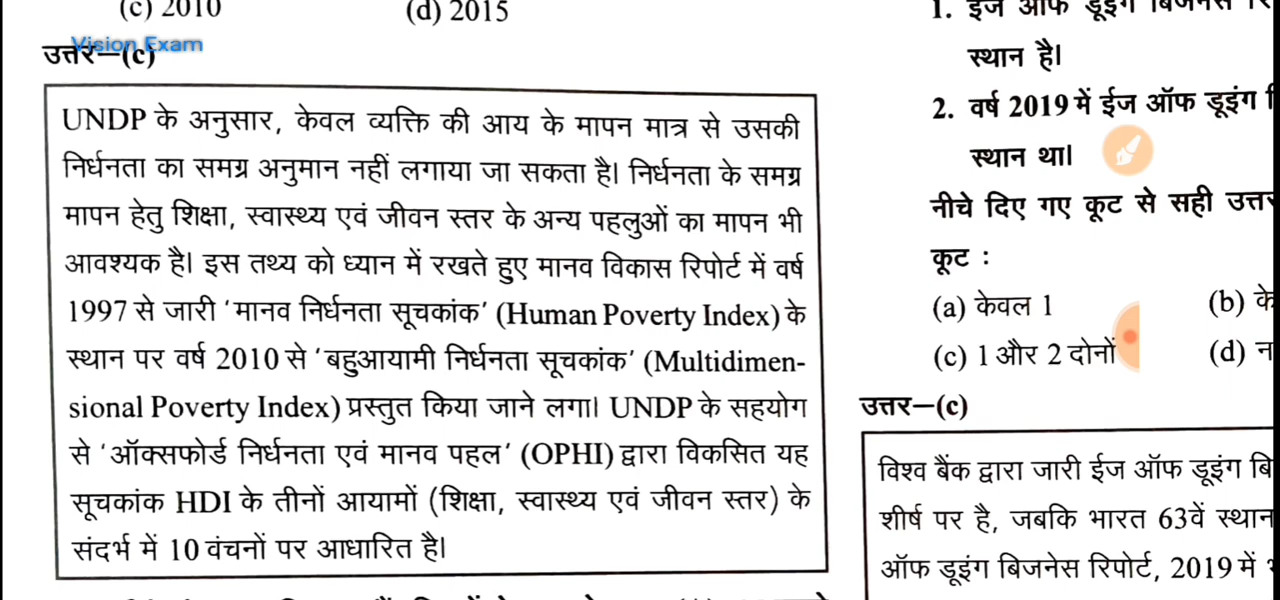 (c) 2010 (d) 2015
Vision Exam
उत्तर—(c)
UNDP के अनुसार, केवल व्यक्ति की आय के मापन मात्र से उसकी
निर्धनता का समग्र अनुमान नहीं लगाया जा सकता है। निर्धनता के समग्र
मापन हेतु शिक्षा, स्वास्थ्य एवं जीवन स्तर के अन्य पहलुओं का मापन भी
आवश्यक है। इस तथ्य को ध्यान में रखते हुए मानव विकास रिपोर्ट में वर्ष
1997 से जारी 'मानव निर्धनता सूचकांक' (Human Poverty Index) के
स्थान पर वर्ष 2010 से 'बहुआयामी निर्धनता सूचकांक' (Multidimen-
sional Poverty Index) प्रस्तुत किया जाने लगा। UNDP के सहयोग
से 'ऑक्सफोर्ड निर्धनता एवं मानव पहल' (OPHI) द्वारा विकसित यह
सूचकांक HDI के तीनों आयामों (शिक्षा, स्वास्थ्य एवं जीवन स्तर) के
संदर्भ में 10 वंचनों पर आधारित है।
1. ईज ऑफ डूइंग बिजनेस
स्थान है।
2. वर्ष 2019 में ईज ऑफ डूइंग
स्थान था।
नीचे दिए गए कूट से सही उत्तर
कूट :
(a) केवल 1 (b)
(c) 1 और 2 दोनों (d)
उत्तर—(c)
विश्व बैंक द्वारा जारी ईज ऑफ डूइंग
शीर्ष पर है, जबकि भारत 63वें स्थान
ऑफ डूइंग बिजनेस रिपोर्ट, 2019 में